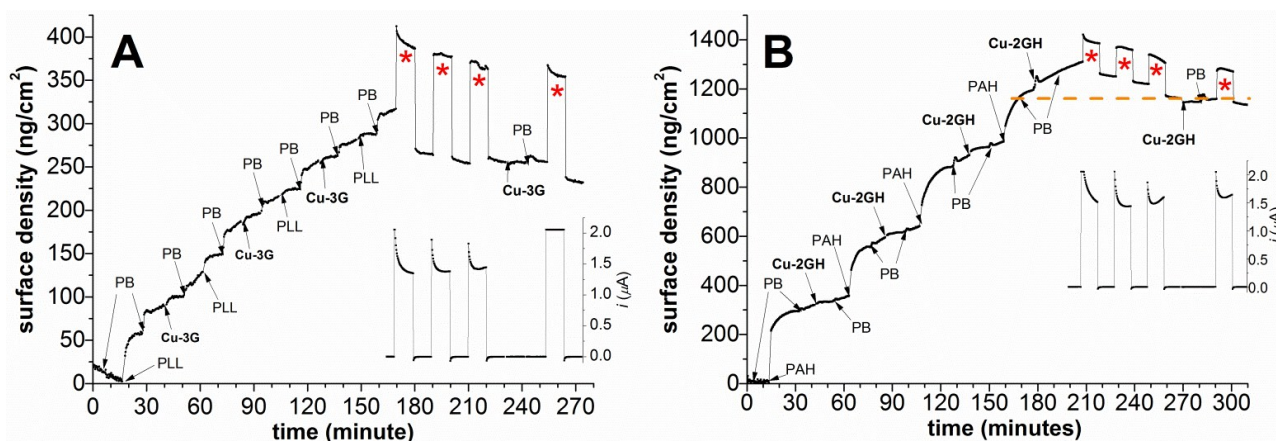 A
surface density (ng/cm²)
400
350
300
250
200
150
100
50
25
0
PB
PLL
PB
Cu-3G
PB
PLL
PB
Cu-3G
PB
PLL
PB
Cu-3G
PB
PLL
PB
*
*
*
*
Cu-3G
PB
2.0
1.5
1.0
0.5
0.0
i (μA)
0 30 60 90 120 150 180 210 240 270
time (minute)
B
surface density (ng/cm²)
1400
1200
1000
800
600
400
200
0
PB
PAH
Cu-2GH
PB
PAH
Cu-2GH
PB
PAH
Cu-2GH
PB
PAH
Cu-2GH
PB
*
*
*
*
PB
Cu-2GH
2.0
1.5
1.0
0.5
0.0
i (μA)
0 30 60 90 120 150 180 210 240 270 300
time (minutes)